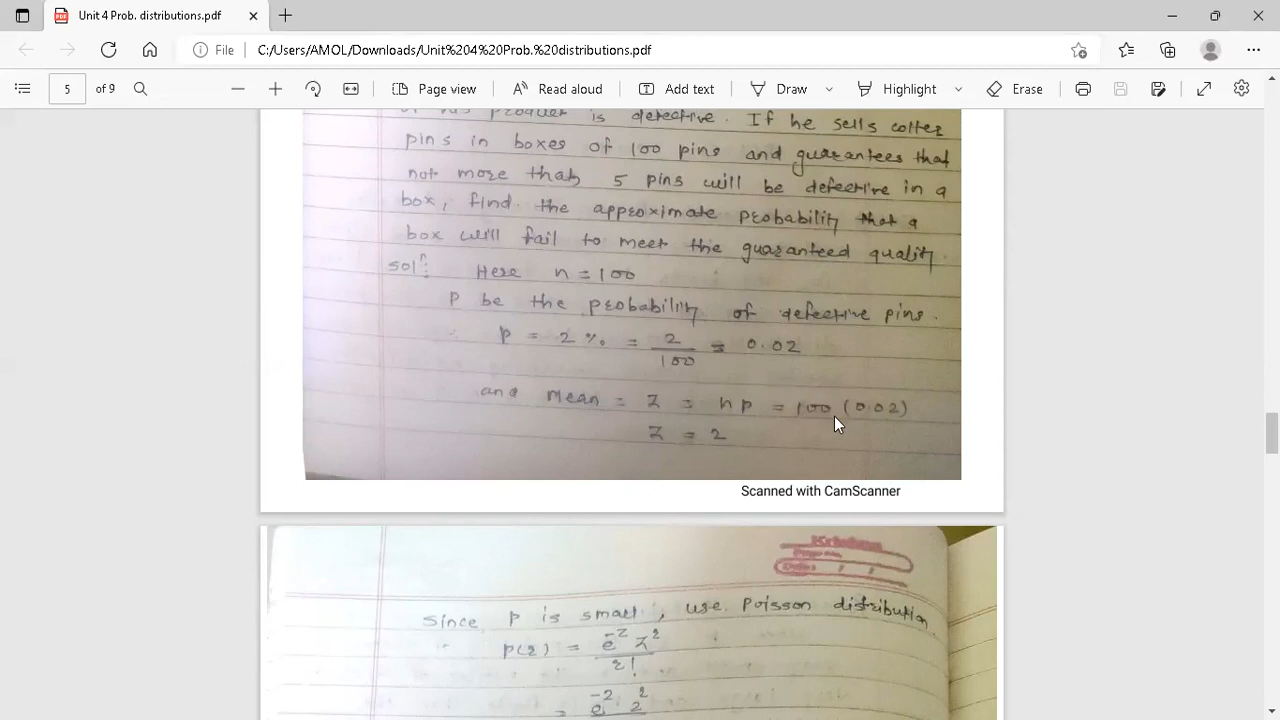 Unit 4 Prob. distributions.pdf
File C:/Users/AMOL/Downloads/Unit%204%20Prob.%20distributions.pdf
5 of 9 Page view Read aloud Add text Draw Highlight Erase
product is defective. If he sells cotter
pins in boxes of 100 pins and guarantees that
not more than 5 pins will be defective in a
box, find the approximate probability that a
box will fail to meet the guaranteed quality.
Solⁿ: Here n = 100
P be the probability of defective pins.
P = 2 % = 2/100 = 0.02
and Mean = z = np = 100 (0.02)
z = 2
Scanned with CamScanner
Krishna
Date: / /
Since P is small, use Poisson distribution
p(r) = e^-z z^r / r!
= e^-2 2^r